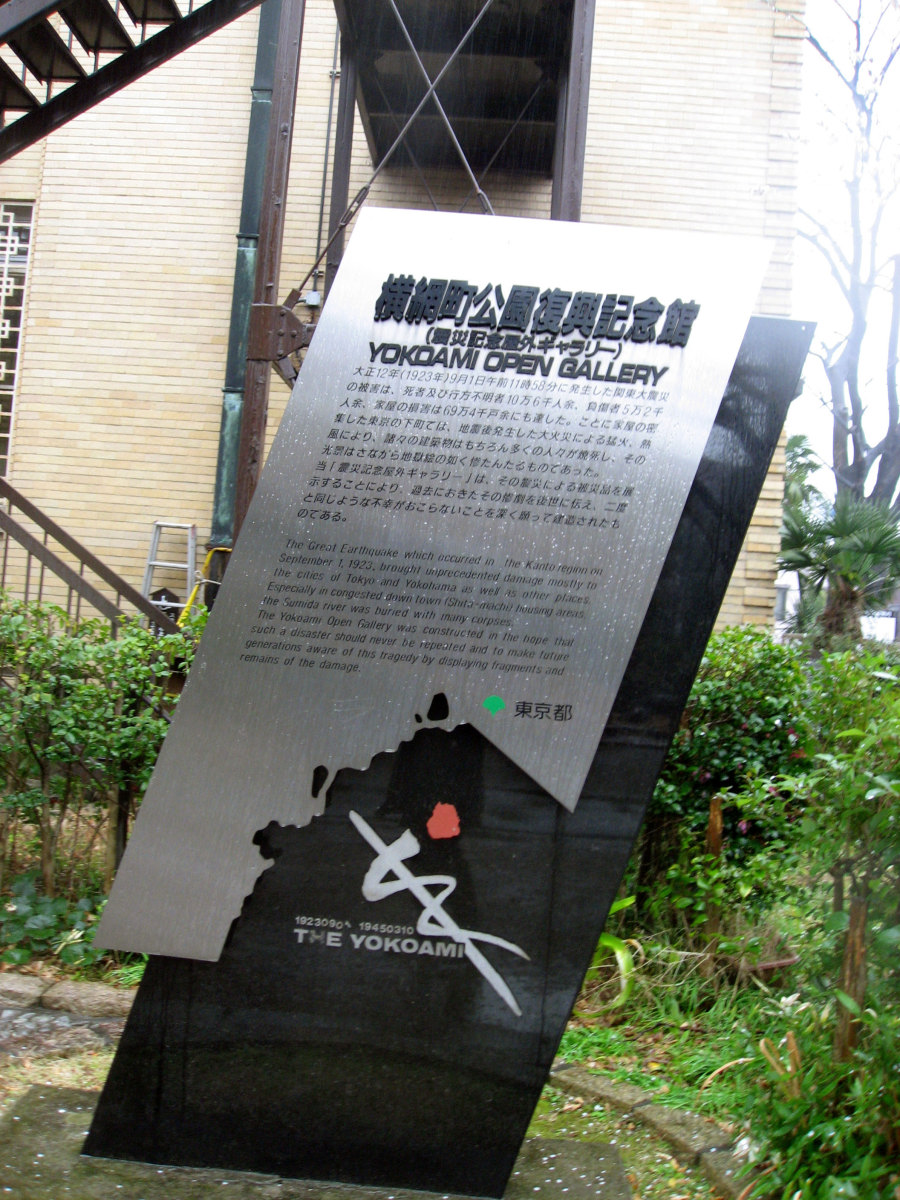 横網町公園復興記念館
(震災記念屋外ギャラリー)
YOKOAMI OPEN GALLERY
大正12年(1923年)9月1日午前11時58分に発生した関東大震災
の被害は、死者及び行方不明者10万6千人余、負傷者5万2千
人余、家屋の損害は69万4千戸余にも達した。ことに家屋の密
集した東京の下町では、地震後発生した大火災による猛火、熱
風により、諸々の建築物はもちろん多くの人々が焼死し、その
光景はさながら地獄絵の如く惨たんたるものであった。
当「震災記念屋外ギャラリー」は、その震災による被災品を展
示することにより、過去におきたその惨劇を後世に伝え、二度
と同じような不幸がおこらないことを深く願って建造されたも
のである。
The Great Earthquake which occurred in the Kanto region on
September 1, 1923, brought unprecedented damage mostly to
the cities of Tokyo and Yokohama as well as other places.
Especially in congested down town (Shita-machi) housing areas,
the Sumida river was burred with many corpses.
The Yokoami Open Gallery was constructed in the hope that
such a disaster should never be repeated and to make future
generations aware of this tragedy by displaying fragments and
remains of the damage.
東京都
1923090 19450310
THE YOKOAMI